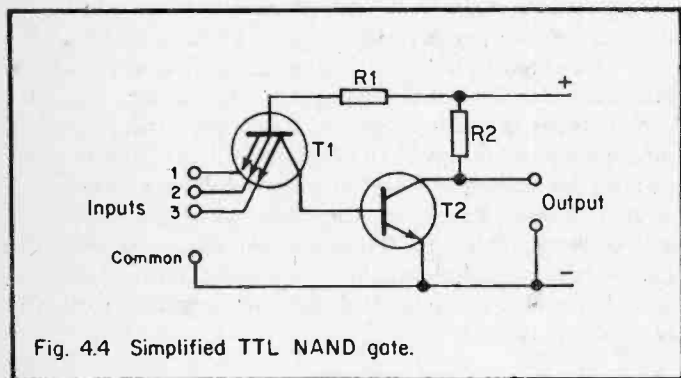 R1
+
R2
T1
1
2
Inputs
3
T2
Output
Common
−
Fig. 4.4 Simplified TTL NAND gate.